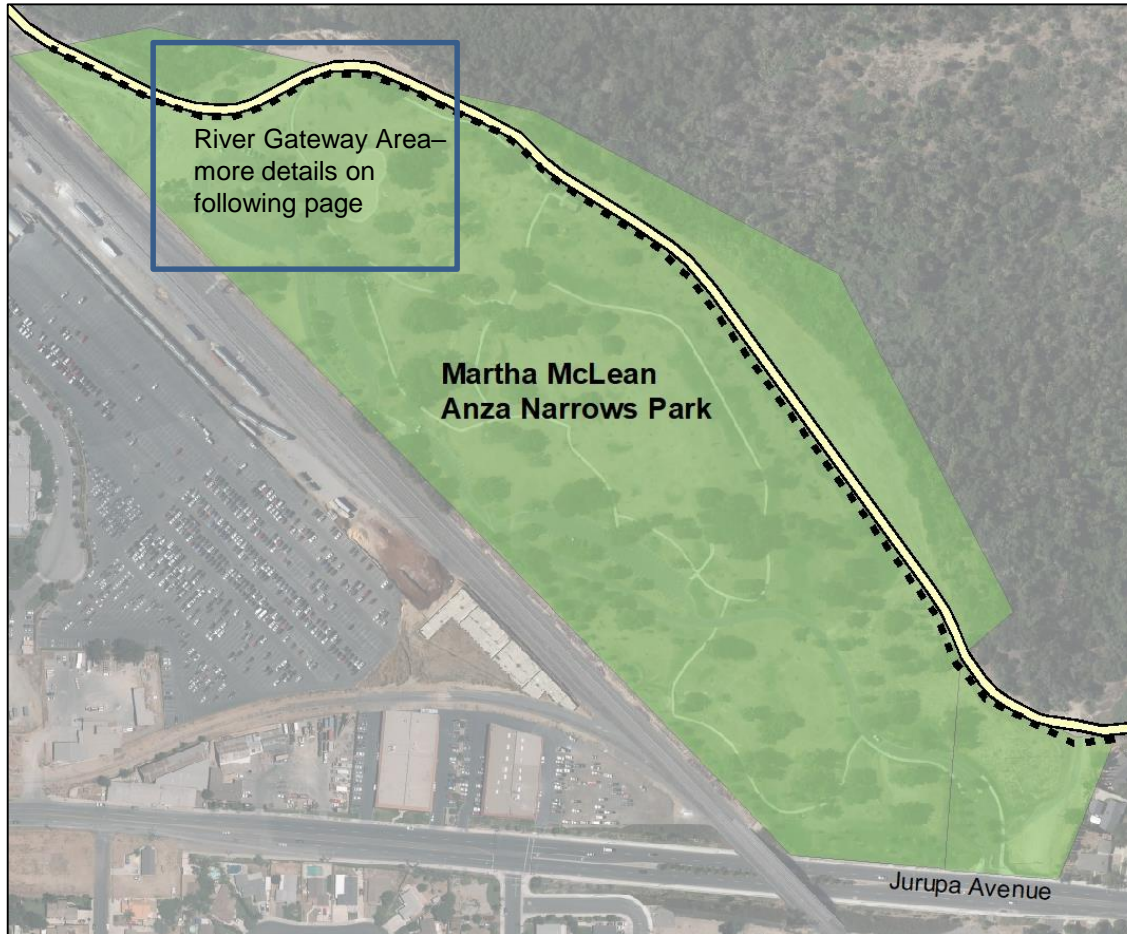 River Gateway Area–
more details on
following page
Martha McLean
Anza Narrows Park
Jurupa Avenue